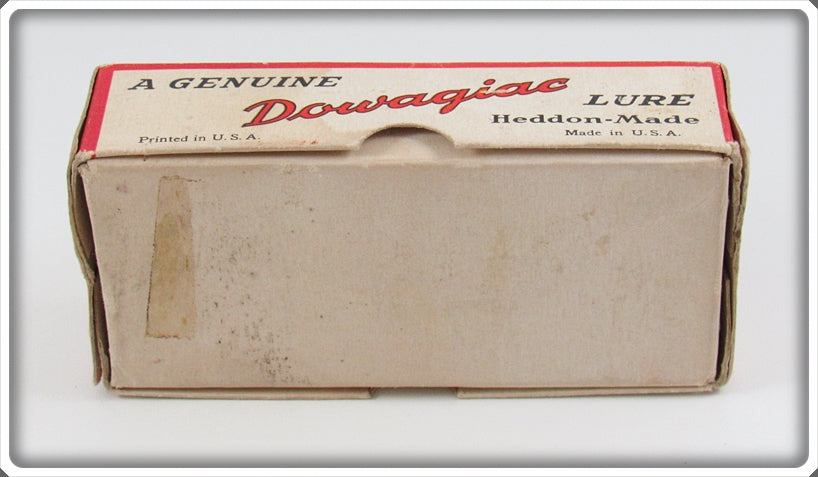 A GENUINE Dowagiac LURE
Heddon-Made
Printed in U. S. A. Made in U. S. A.